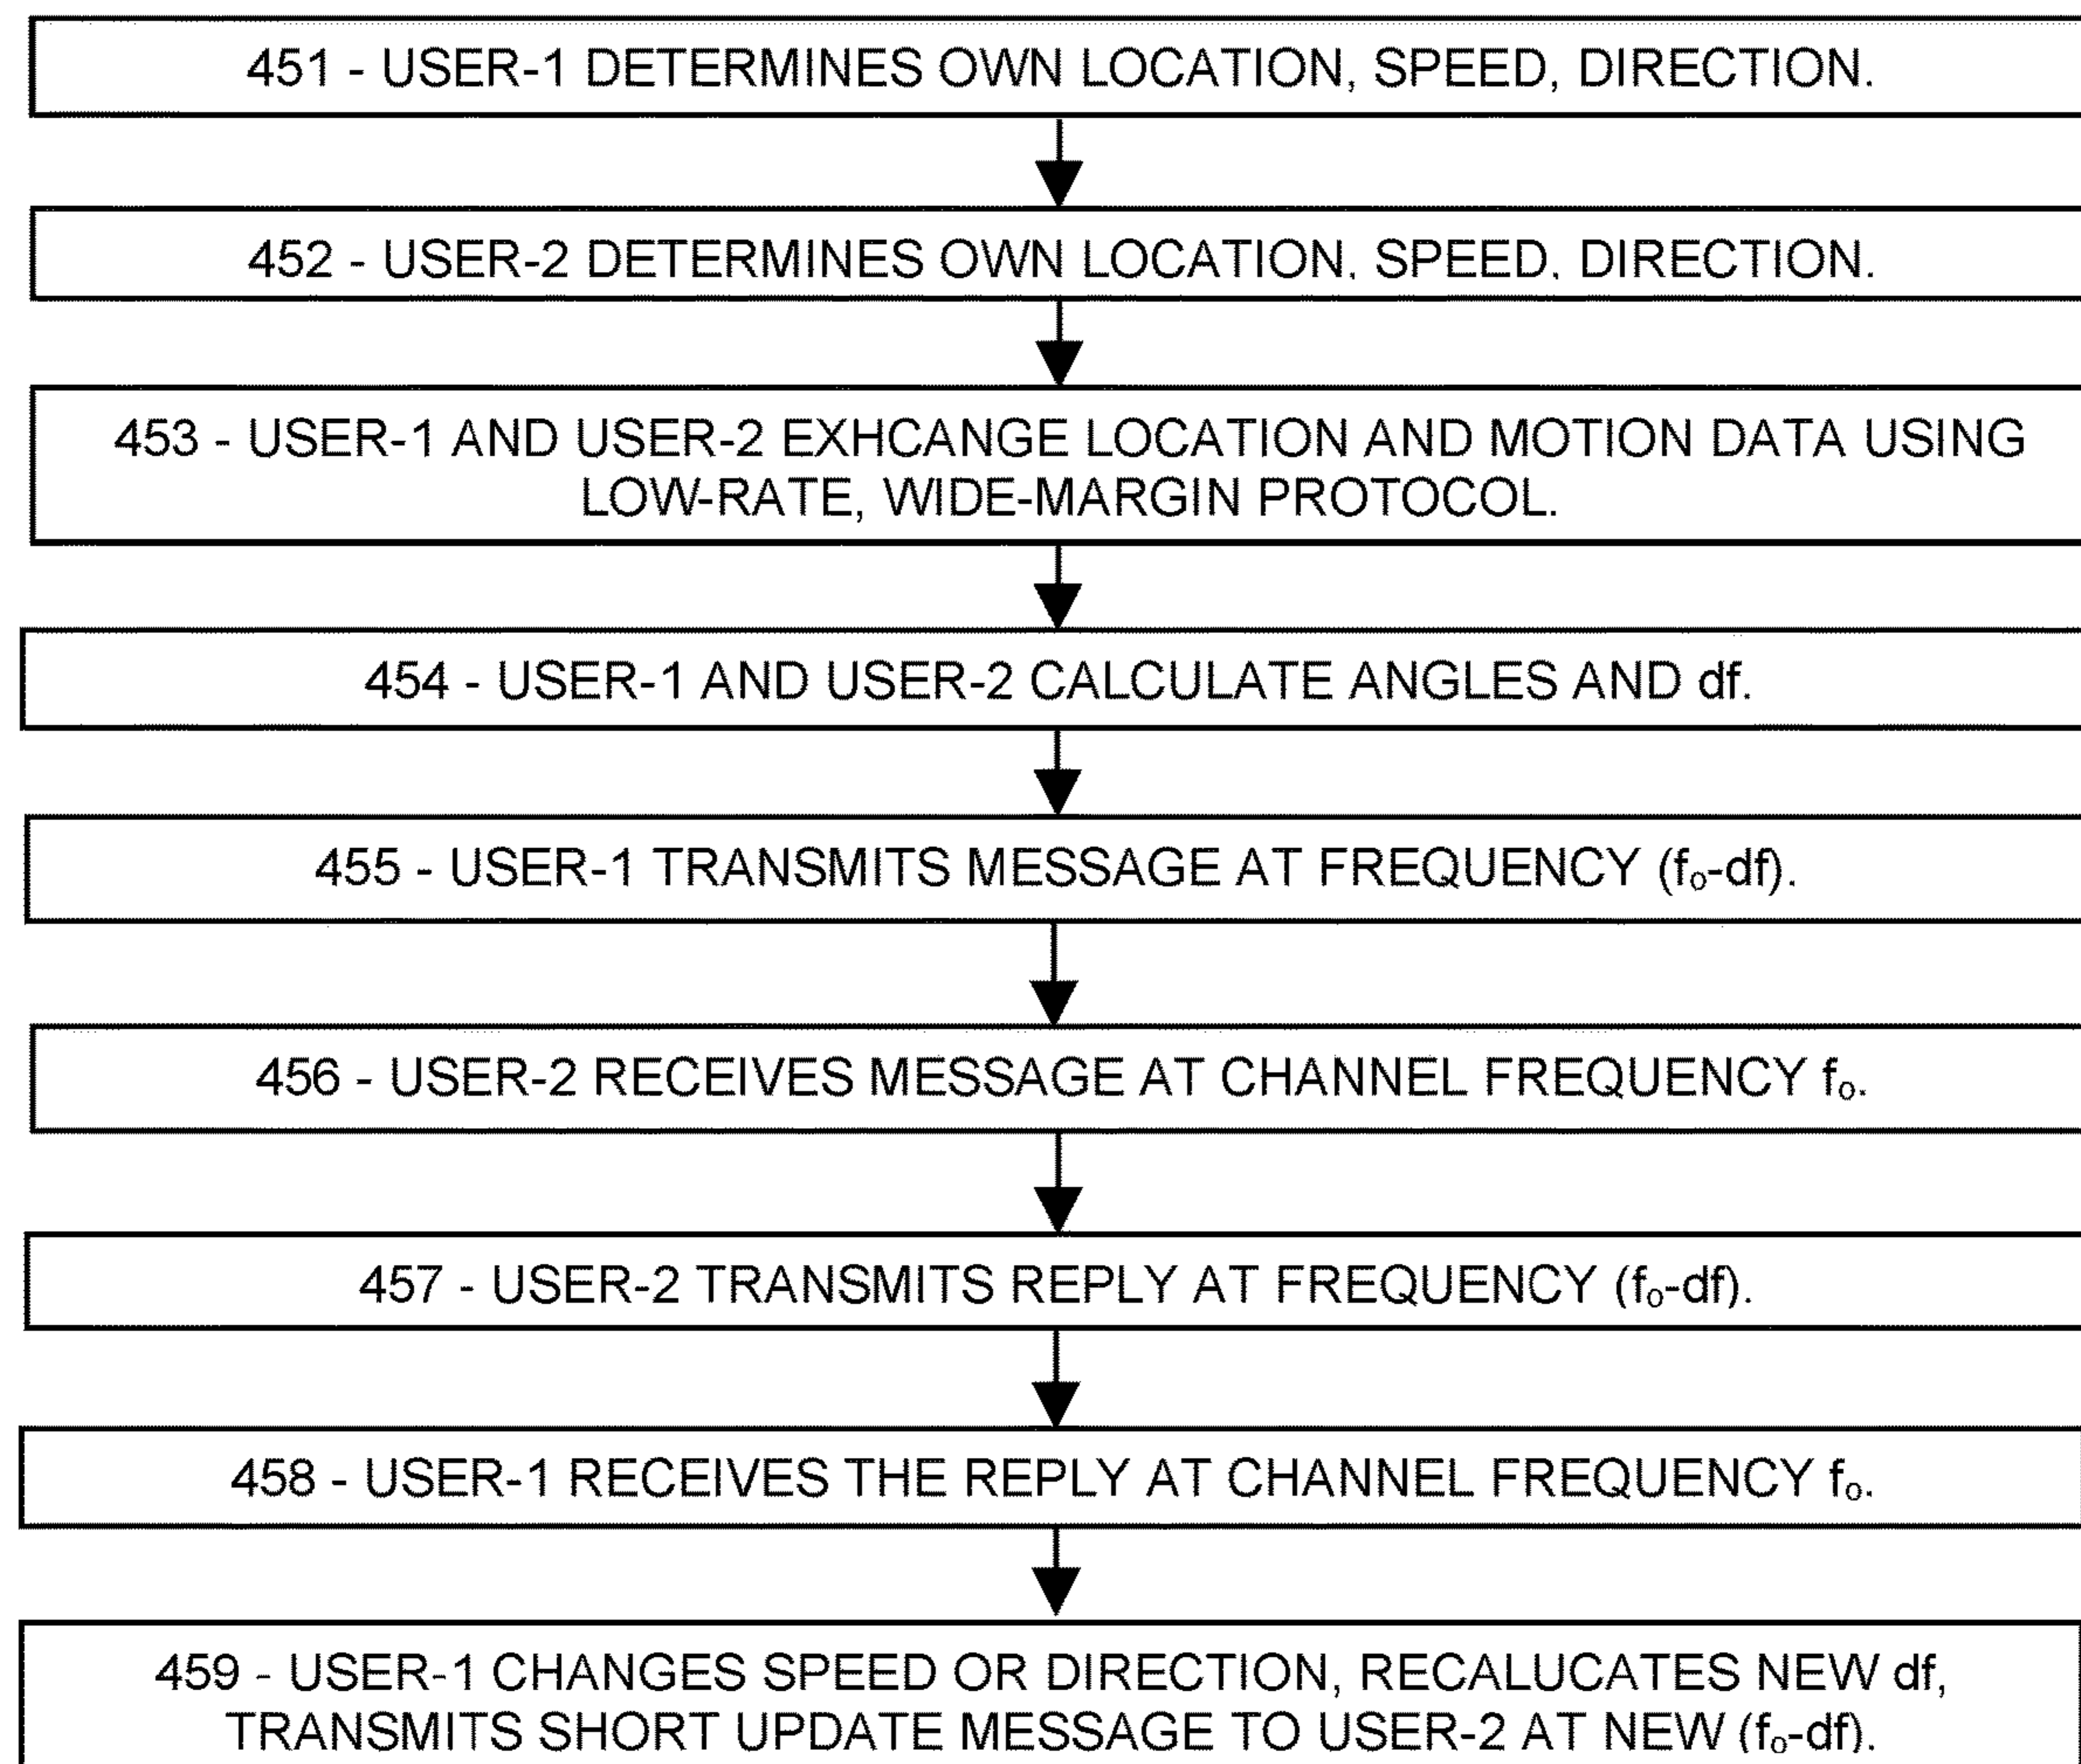 451 - USER-1 DETERMINES OWN LOCATION, SPEED, DIRECTION.
452 - USER-2 DETERMINES OWN LOCATION, SPEED, DIRECTION.
453 - USER-1 AND USER-2 EXHCANGE LOCATION AND MOTION DATA USING
LOW-RATE, WIDE-MARGIN PROTOCOL.
454 - USER-1 AND USER-2 CALCULATE ANGLES AND df.
455 - USER-1 TRANSMITS MESSAGE AT FREQUENCY (fₒ-df).
456 - USER-2 RECEIVES MESSAGE AT CHANNEL FREQUENCY fₒ.
457 - USER-2 TRANSMITS REPLY AT FREQUENCY (fₒ-df).
458 - USER-1 RECEIVES THE REPLY AT CHANNEL FREQUENCY fₒ.
459 - USER-1 CHANGES SPEED OR DIRECTION, RECALUCATES NEW df,
TRANSMITS SHORT UPDATE MESSAGE TO USER-2 AT NEW (fₒ-df).